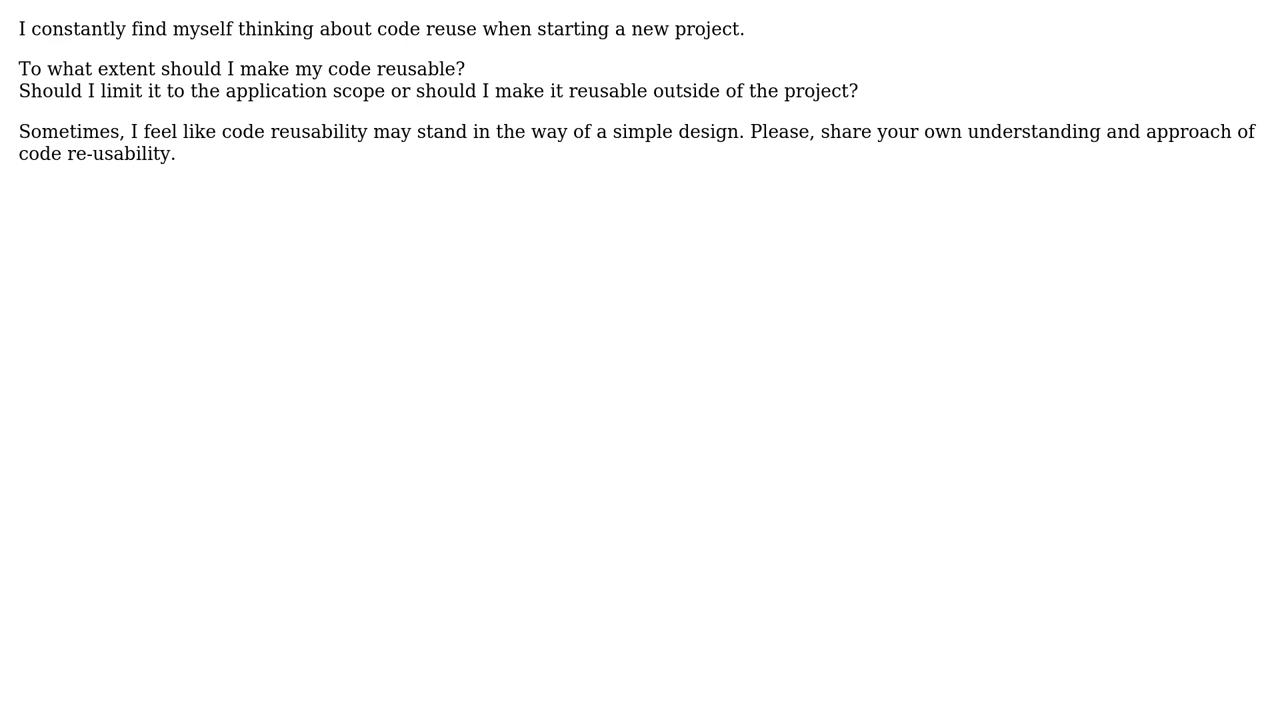 I constantly find myself thinking about code reuse when starting a new project.
To what extent should I make my code reusable?
Should I limit it to the application scope or should I make it reusable outside of the project?
Sometimes, I feel like code reusability may stand in the way of a simple design. Please, share your own understanding and approach of
code re-usability.